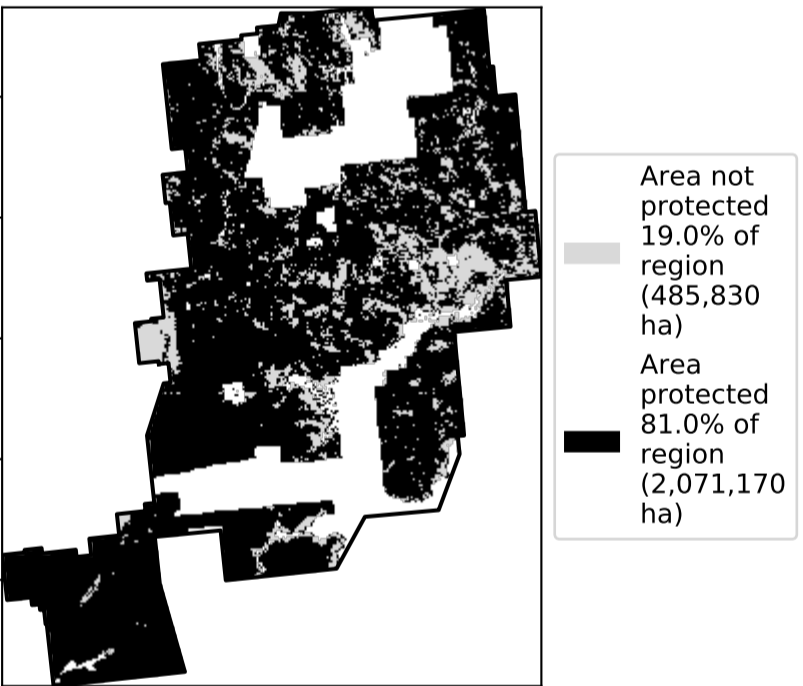 Area not
protected
19.0% of
region
(485,830
ha)
Area
protected
81.0% of
region
(2,071,170
ha)